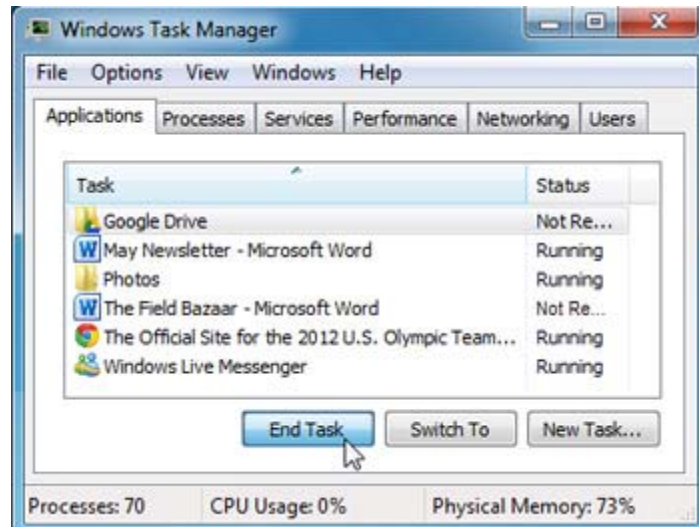 Windows Task Manager
File Options View Windows Help
Applications Processes Services Performance Networking Users
Task Status
Google Drive Not Re...
May Newsletter - Microsoft Word Running
Photos Running
The Field Bazaar - Microsoft Word Not Re...
The Official Site for the 2012 U.S. Olympic Team... Running
Windows Live Messenger Running
End Task Switch To New Task...
Processes: 70 CPU Usage: 0% Physical Memory: 73%